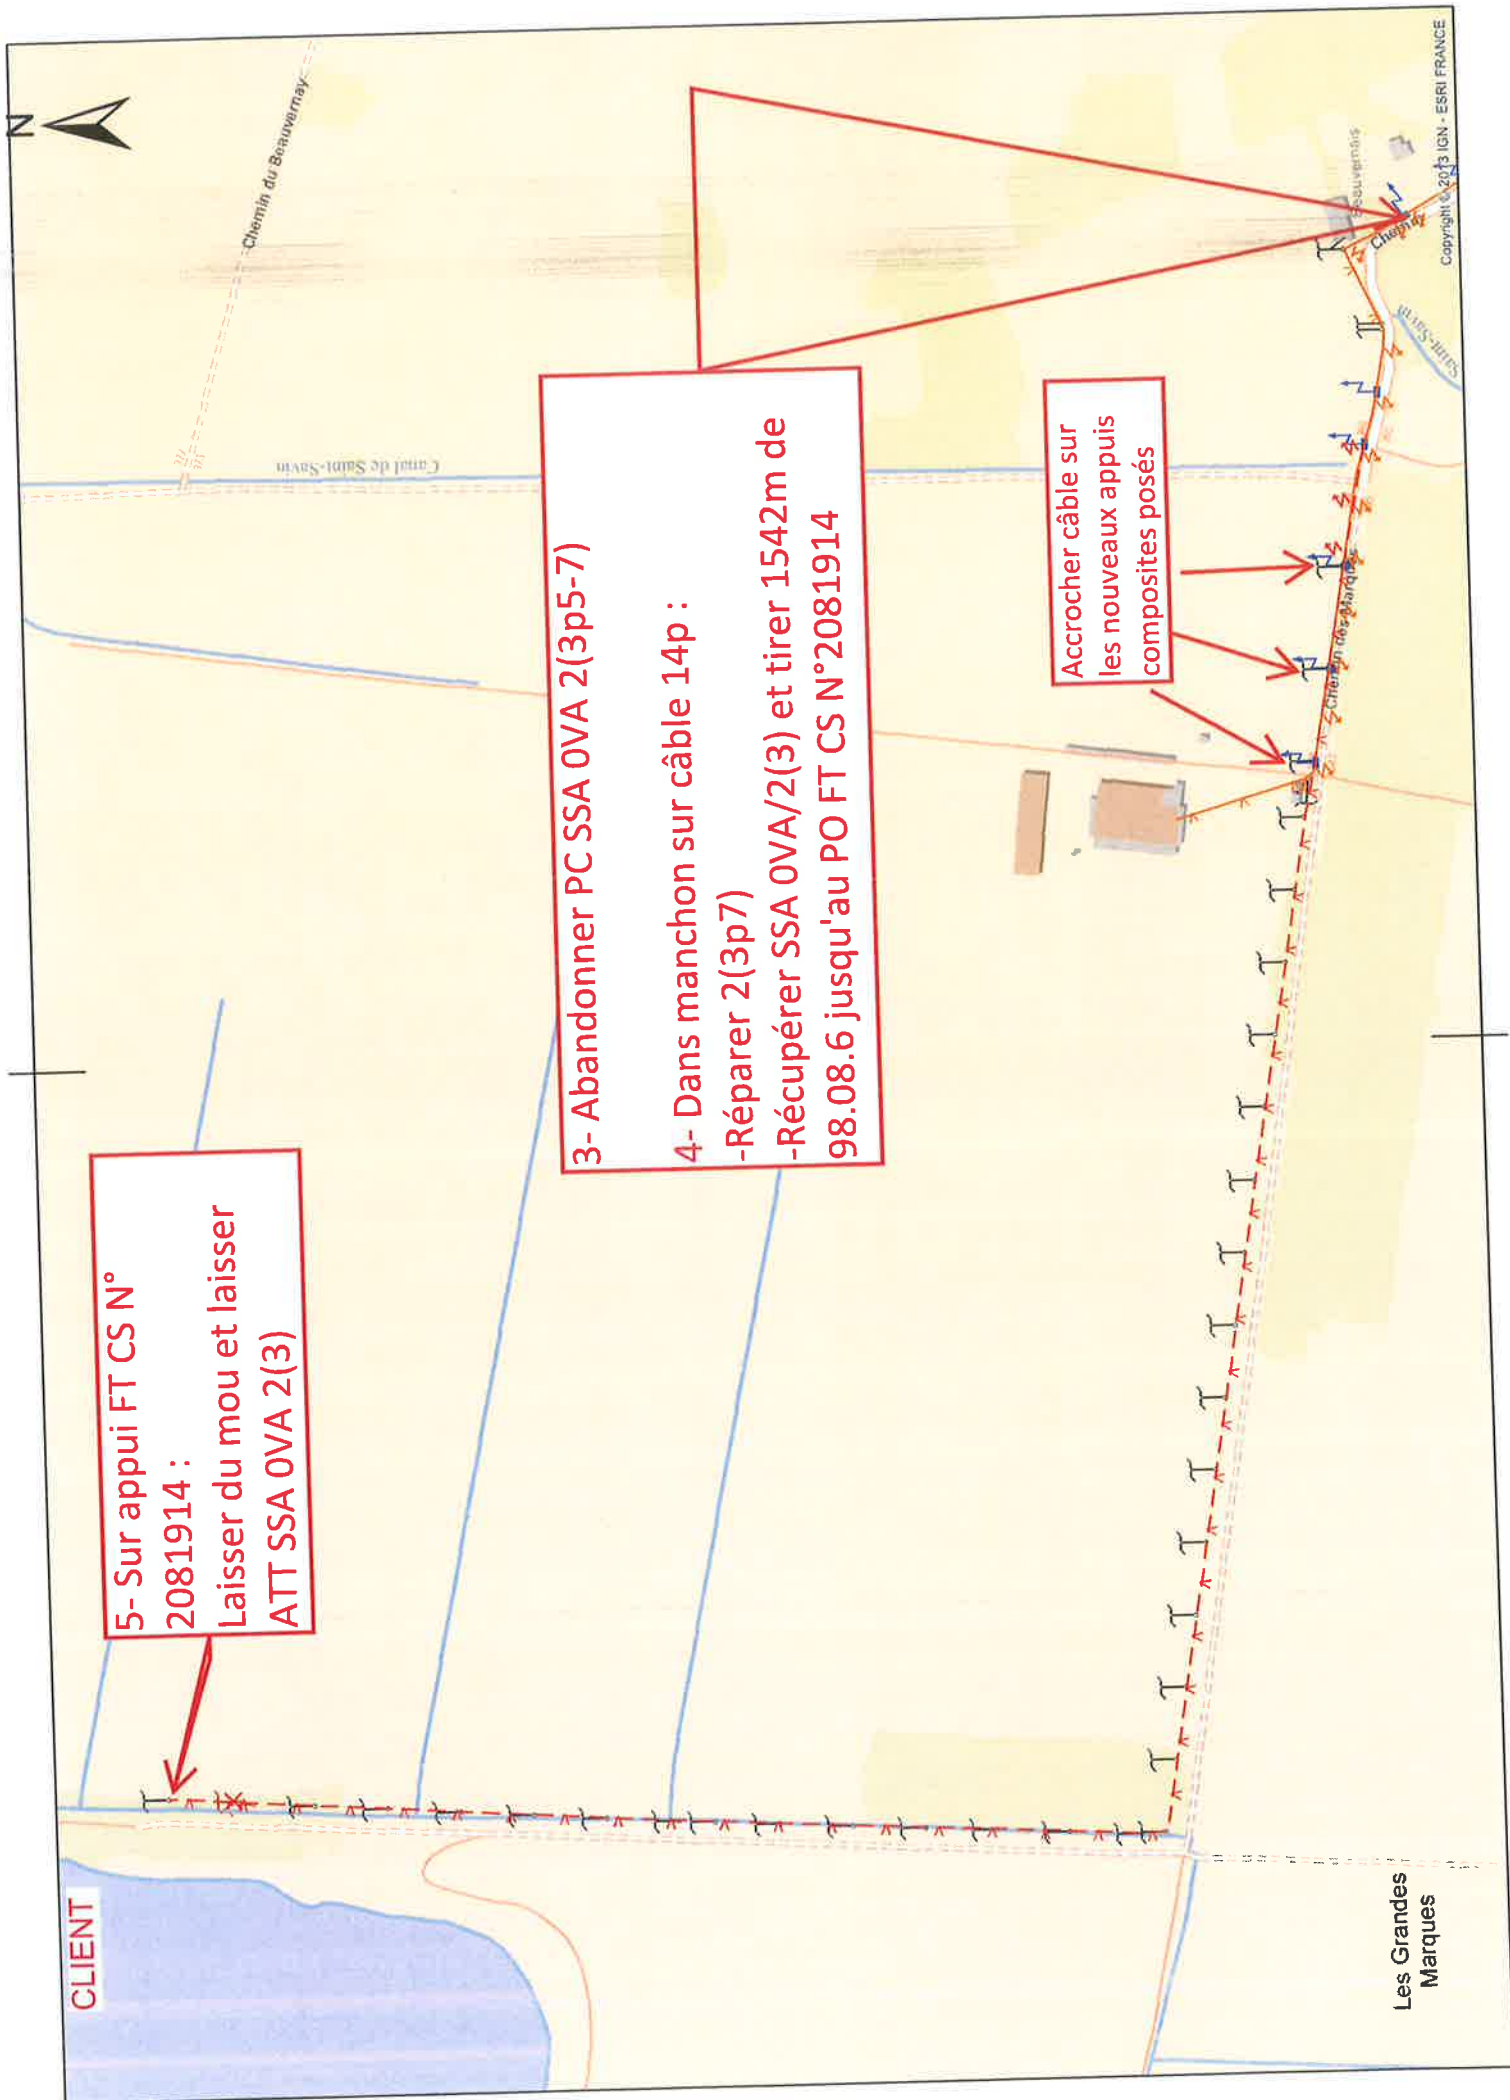 CLIENT
5- Sur appui FT CS N°
2081914 :
Laisser du mou et laisser
ATT SSA 0VA 2(3)
3- Abandonner PC SSA 0VA 2(3p5-7)
4- Dans manchon sur câble 14p :
-Réparer 2(3p7)
-Récupérer SSA 0VA/2(3) et tirer 1542m de
98.08.6 jusqu'au PO FT CS N°2081914
Accrocher câble sur
les nouveaux appuis
composites posés
N
Chemin du Beauvernay
Canal de Saint-Savin
Chemin des Marques
Beauvernais
Chemin
Saint-Savin
Les Grandes
Marques
Copyright © 2013 IGN - ESRI FRANCE